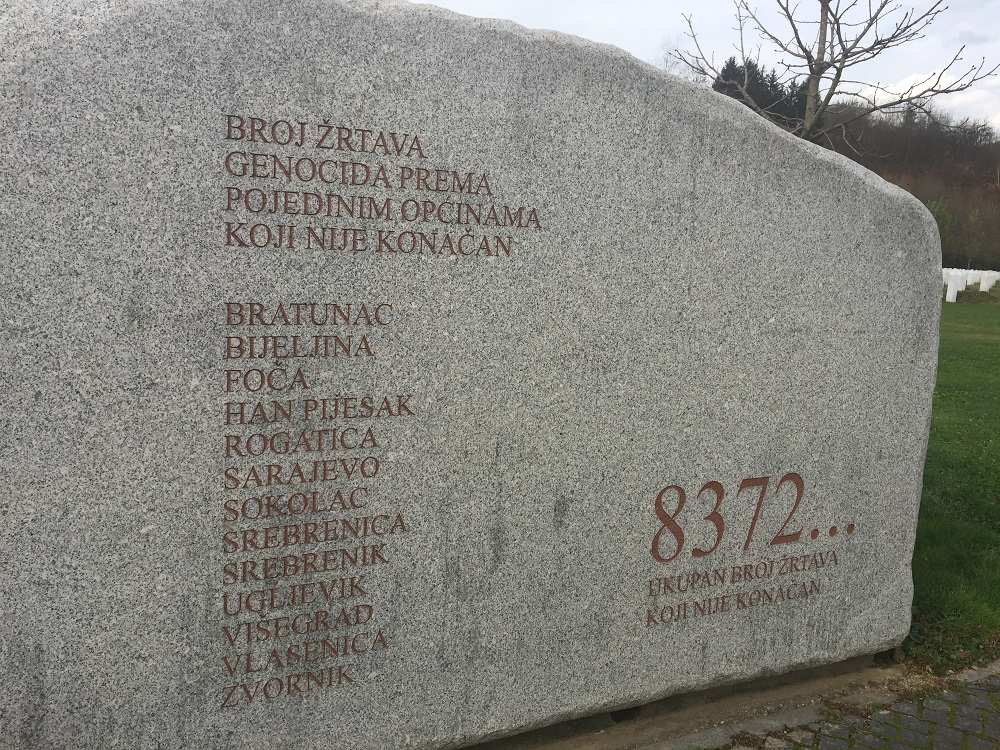 BROJ ŽRTAVA
GENOCIDA PREMA
POJEDINIM OPĆINAMA
KOJI NIJE KONAČAN
BRATUNAC
BIJELJINA
FOČA
HAN PIJESAK
ROGATICA
SARAJEVO
SOKOLAC
SREBRENICA
SREBRENIK
UGLJEVIK
VISEGRAD
VLASENICA
ZVORNIK
8372...
UKUPAN BROJ ŽRTAVA
KOJI NIJE KONAČAN